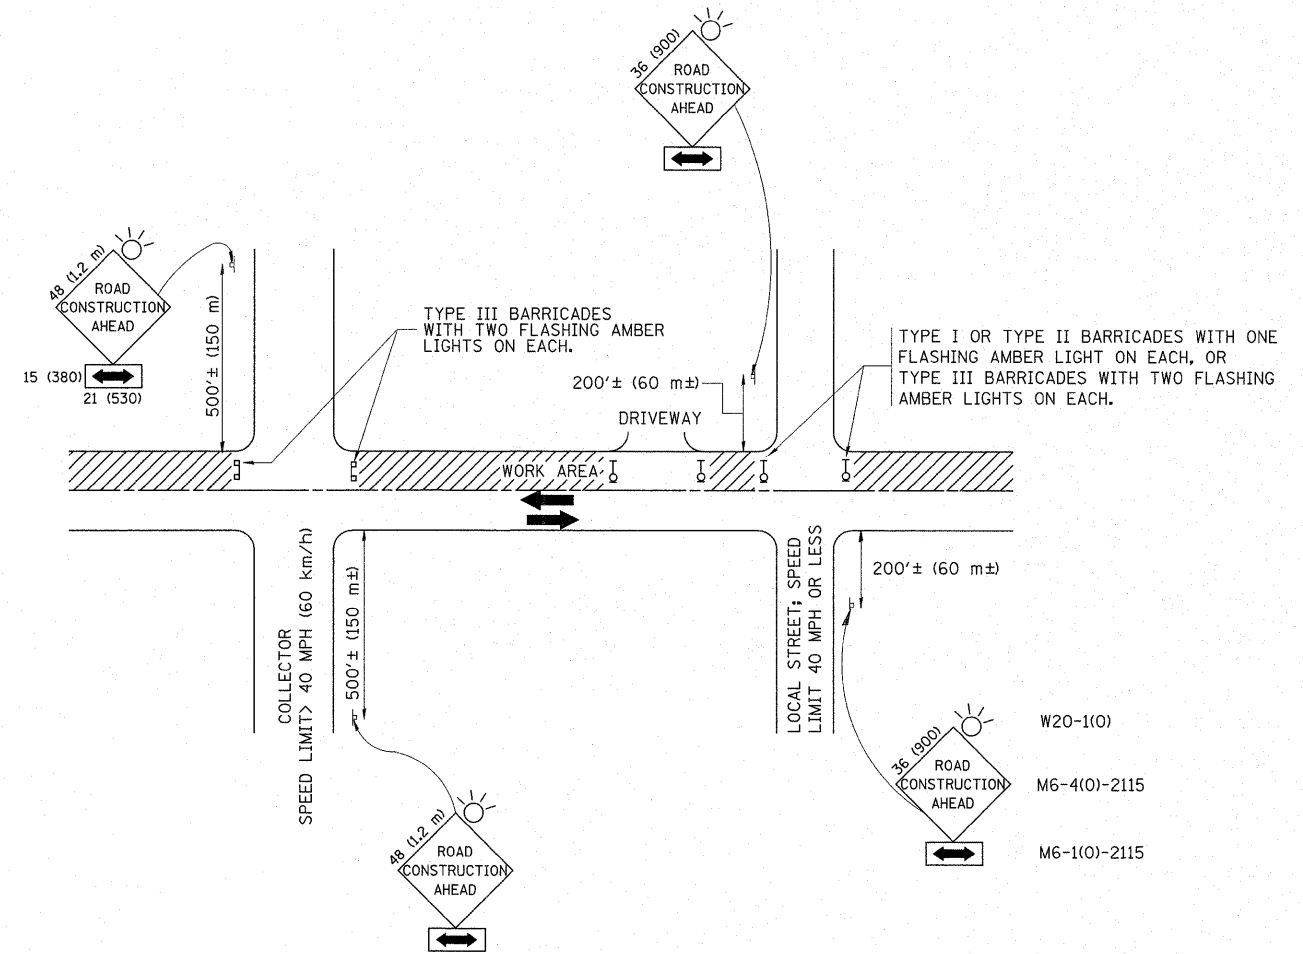 36 (900)
ROAD
CONSTRUCTION
AHEAD
48 (1.2 m)
ROAD
CONSTRUCTION
AHEAD
15 (380)
21 (530)
500'± (150 m)
TYPE III BARRICADES
WITH TWO FLASHING AMBER
LIGHTS ON EACH.
200'± (60 m±)
DRIVEWAY
TYPE I OR TYPE II BARRICADES WITH ONE
FLASHING AMBER LIGHT ON EACH, OR
TYPE III BARRICADES WITH TWO FLASHING
AMBER LIGHTS ON EACH.
WORK AREA
COLLECTOR
SPEED LIMIT> 40 MPH (60 km/h)
500'± (150 m±)
LOCAL STREET; SPEED
LIMIT 40 MPH OR LESS
200'± (60 m±)
48 (1.2 m)
ROAD
CONSTRUCTION
AHEAD
36 (900)
ROAD
CONSTRUCTION
AHEAD
W20-1(O)
M6-4(O)-2115
M6-1(O)-2115